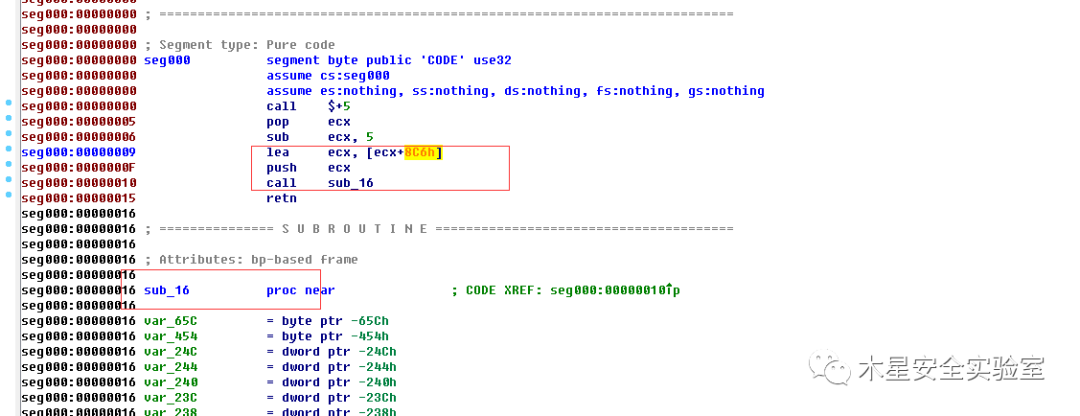 seg000:00000000
seg000:00000000 ; ===========================================================================
seg000:00000000
seg000:00000000 ; Segment type: Pure code
seg000:00000000 seg000 segment byte public 'CODE' use32
seg000:00000000 assume cs:seg000
seg000:00000000 assume es:nothing, ss:nothing, ds:nothing, fs:nothing, gs:nothing
seg000:00000000 call $+5
seg000:00000005 pop ecx
seg000:00000006 sub ecx, 5
seg000:00000009 lea ecx, [ecx+8C6h]
seg000:0000000F push ecx
seg000:00000010 call sub_16
seg000:00000015 retn
seg000:00000016
seg000:00000016 ; =============== S U B R O U T I N E =======================================
seg000:00000016
seg000:00000016 ; Attributes: bp-based frame
seg000:00000016
seg000:00000016 sub_16 proc near ; CODE XREF: seg000:00000010↑p
seg000:00000016
seg000:00000016 var_65C = byte ptr -65Ch
seg000:00000016 var_454 = byte ptr -454h
seg000:00000016 var_24C = dword ptr -24Ch
seg000:00000016 var_244 = dword ptr -244h
seg000:00000016 var_240 = dword ptr -240h
seg000:00000016 var_23C = dword ptr -23Ch
seg000:00000016 var_238 = dword ptr -238h
木星安全实验室